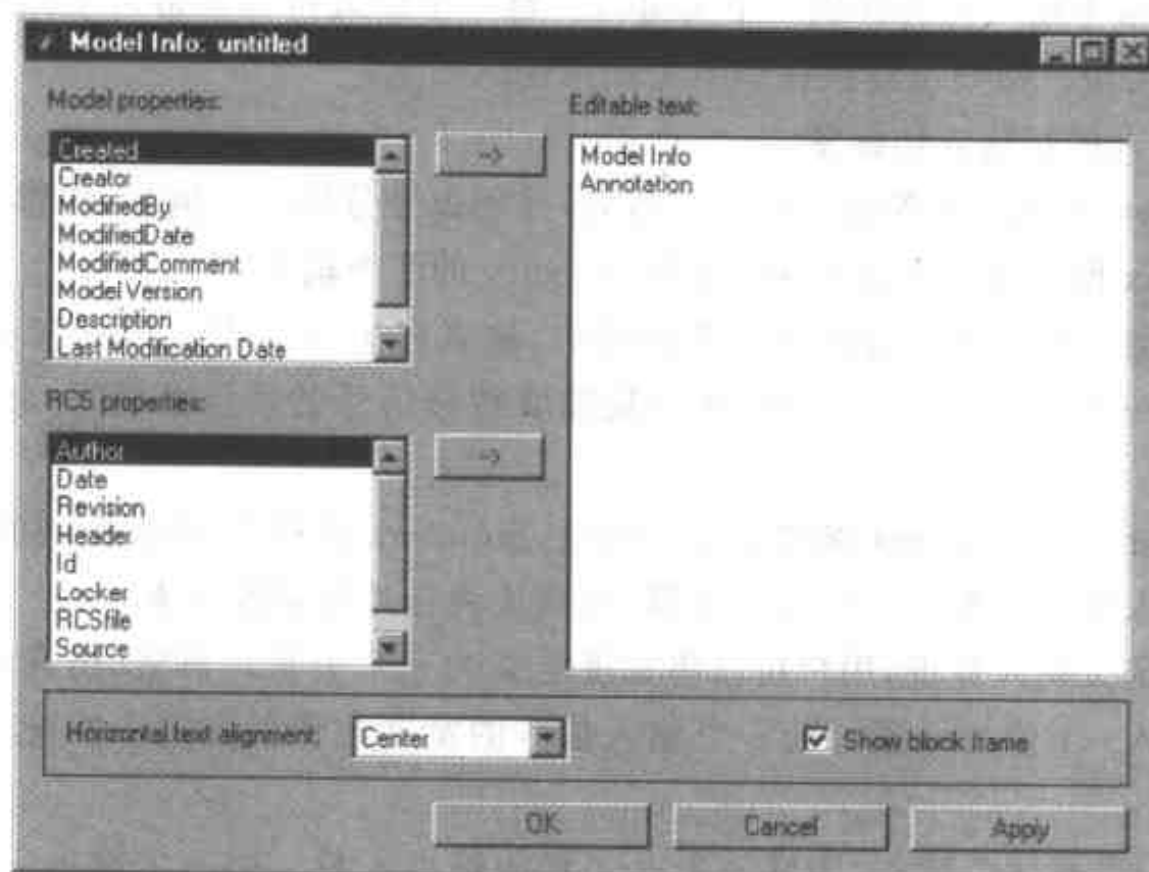 Model Info: untitled
Model properties:
Created
Creator
ModifiedBy
ModifiedDate
ModifiedComment
ModelVersion
Description
Last Modification Date
-->
RCS properties:
Author
Date
Revision
Header
Id
Locker
RCSfile
Source
-->
Editable text:
Model Info
Annotation
Horizontal text alignment:
Center
Show block frame
OK
Cancel
Apply